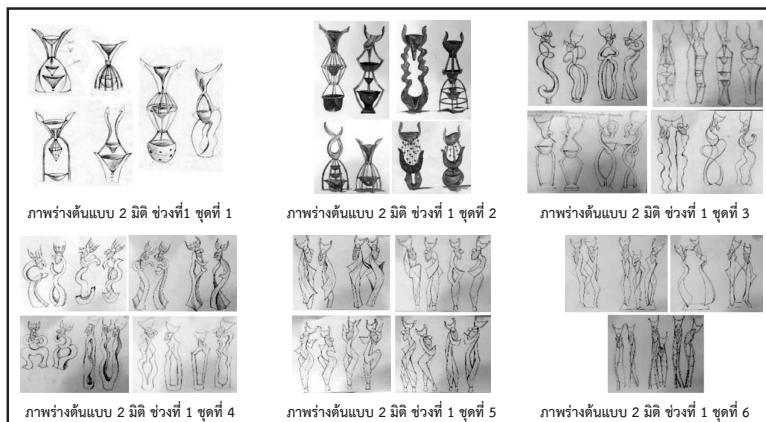 ภาพร่างต้นแบบ 2 มิติ ช่วงที่1 ชุดที่ 1
ภาพร่างต้นแบบ 2 มิติ ช่วงที่ 1 ชุดที่ 2
ภาพร่างต้นแบบ 2 มิติ ช่วงที่ 1 ชุดที่ 3
ภาพร่างต้นแบบ 2 มิติ ช่วงที่ 1 ชุดที่ 4
ภาพร่างต้นแบบ 2 มิติ ช่วงที่ 1 ชุดที่ 5
ภาพร่างต้นแบบ 2 มิติ ช่วงที่ 1 ชุดที่ 6